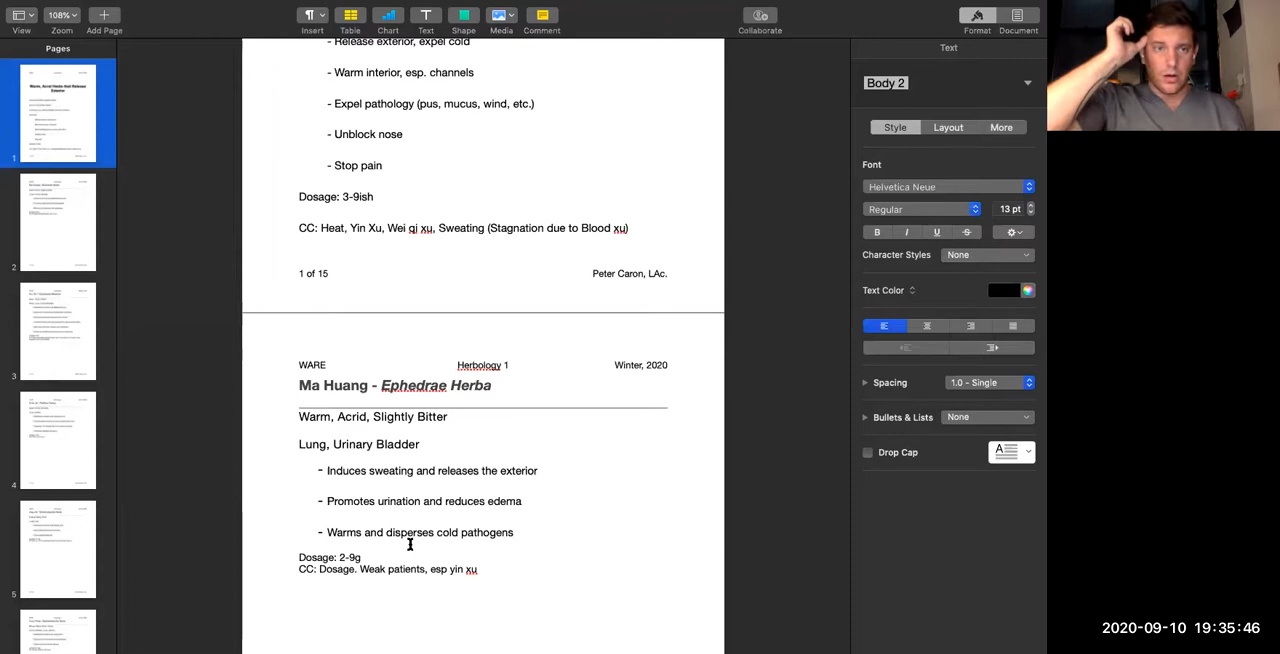 108%
View
Zoom
Add Page
Insert
Table
Chart
Text
Shape
Media
Comment
Collaborate
Format
Document
Pages
1
2
3
4
5
- Release exterior, expel cold
- Warm interior, esp. channels
- Expel pathology (pus, mucus, wind, etc.)
- Unblock nose
- Stop pain
Dosage: 3-9ish
CC: Heat, Yin Xu, Wei qi xu, Sweating (Stagnation due to Blood xu)
1 of 15
Peter Caron, LAc.
WARE
Herbology 1
Winter, 2020
Ma Huang - Ephedrae Herba
Warm, Acrid, Slightly Bitter
Lung, Urinary Bladder
- Induces sweating and releases the exterior
- Promotes urination and reduces edema
- Warms and disperses cold pathogens
Dosage: 2-9g
CC: Dosage. Weak patients, esp yin xu
Text
Body 2
Style
Layout
More
Font
Helvetica Neue
Regular
13 pt
B
I
U
S
Character Styles
None
Text Color
Spacing
1.0 - Single
Bullets & Lists
None
Drop Cap
A
2020-09-10 19:35:46